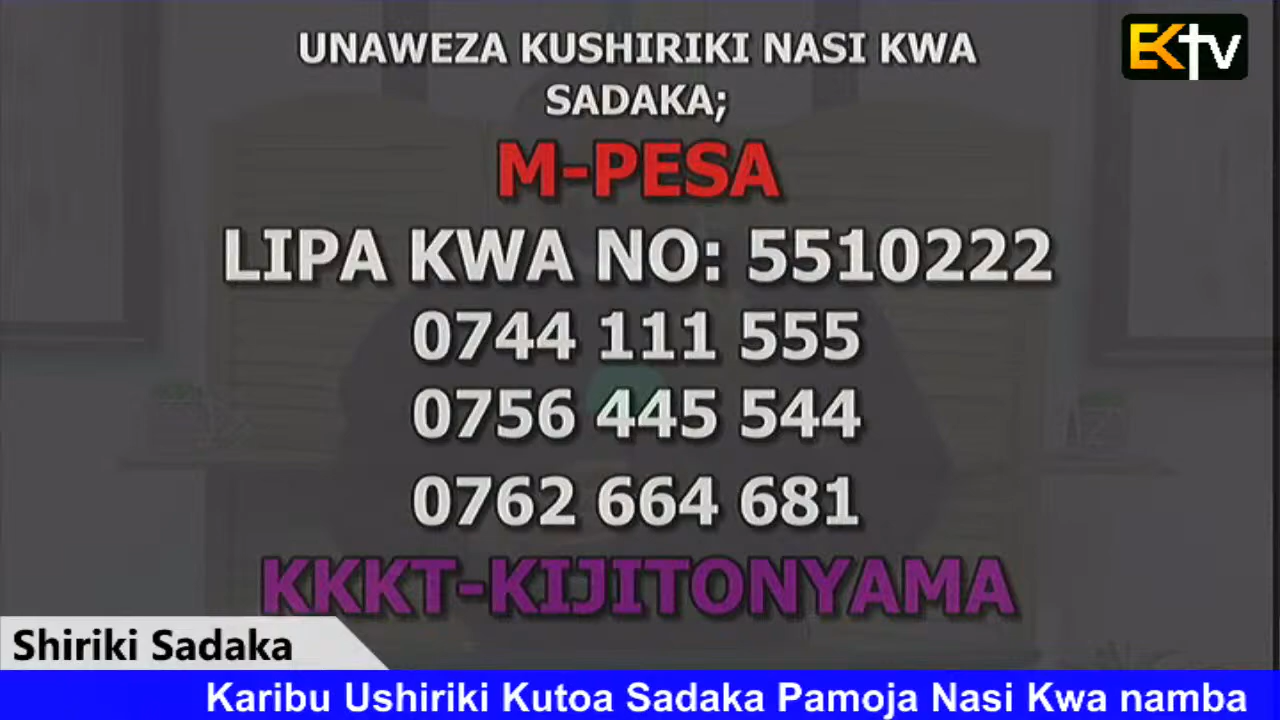 EKTV
UNAWEZA KUSHIRIKI NASI KWA
SADAKA;
M-PESA
LIPA KWA NO: 5510222
0744 111 555
0756 445 544
0762 664 681
KKKT-KIJITONYAMA
Shiriki Sadaka
Karibu Ushiriki Kutoa Sadaka Pamoja Nasi Kwa namba